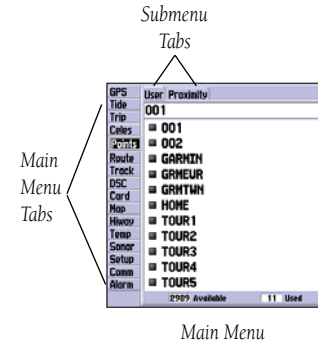 Submenu
Tabs
Main
Menu
Tabs
GPS
Tide
Trip
Celes
Points
Route
Track
DSC
Card
Map
Hiway
Temp
Sonar
Setup
Comm
Alarm
User Proximity
001
001
002
GARMIN
GRMEUR
GRMTWN
HOME
TOUR1
TOUR2
TOUR3
TOUR4
TOUR5
2989 Available 11 Used
Main Menu